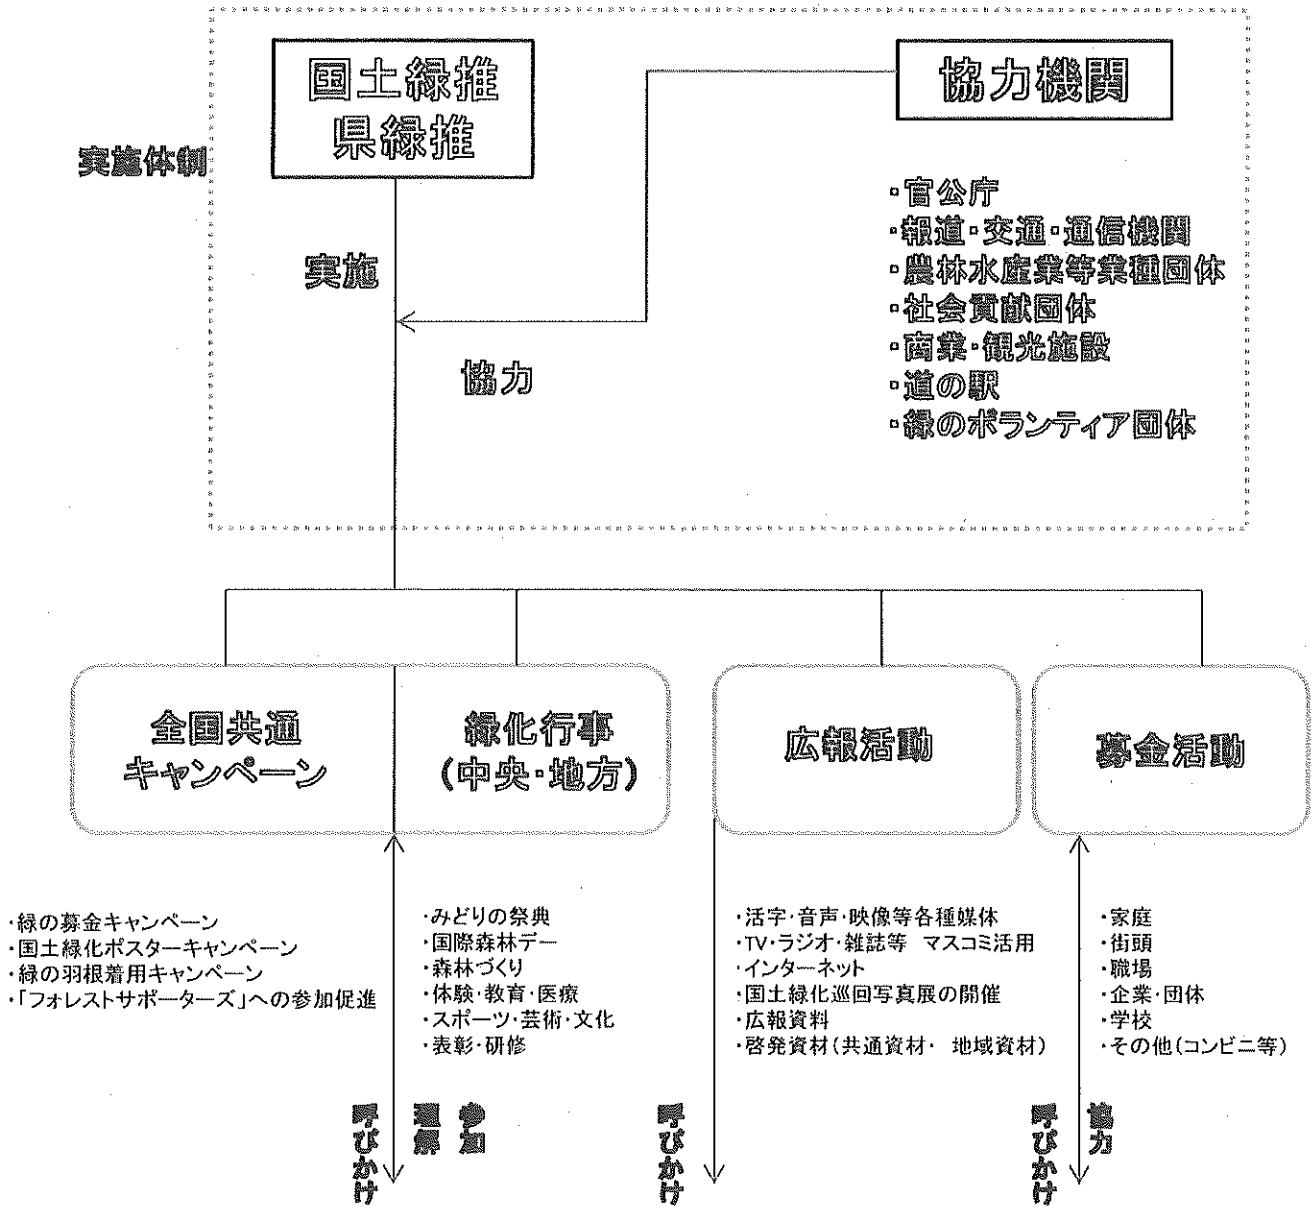 国土緑推
県緑推
協力機関
実施体制
・官公庁
・報道・交通・通信機関
・農林水産業等業種団体
・社会貢献団体
・商業・観光施設
・道の駅
・緑のボランティア団体
実施
協力
全国共通
キャンペーン
緑化行事
(中央・地方)
広報活動
募金活動
・緑の募金キャンペーン
・国土緑化ポスターキャンペーン
・緑の羽根着用キャンペーン
・「フォレストサポーターズ」への参加促進
・みどりの祭典
・国際森林デー
・森林づくり
・体験・教育・医療
・スポーツ・芸術・文化
・表彰・研修
・活字・音声・映像等各種媒体
・TV・ラジオ・雑誌等 マスコミ活用
・インターネット
・国土緑化巡回写真展の開催
・広報資料
・啓発資材(共通資材・ 地域資材)
・家庭
・街頭
・職場
・企業・団体
・学校
・その他(コンビニ等)
呼びかけ
理解
参加
呼びかけ
呼びかけ
協力